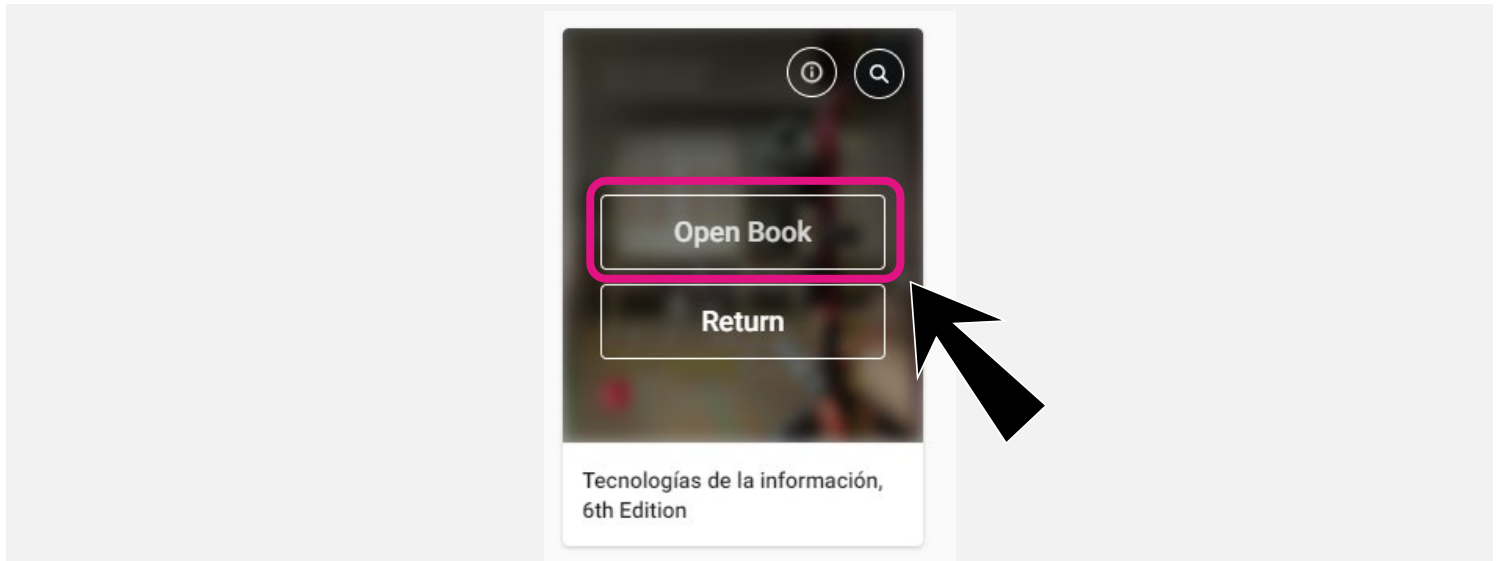 Open Book
Return
Tecnologías de la información,
6th Edition